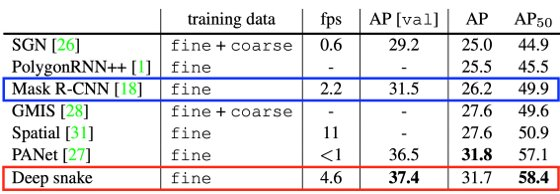 training data fps AP [val] AP AP50
SGN [26] fine + coarse 0.6 29.2 25.0 44.9
PolygonRNN++ [1] fine - - 25.5 45.5
Mask R-CNN [18] fine 2.2 31.5 26.2 49.9
GMIS [28] fine + coarse - - 27.6 49.6
Spatial [31] fine 11 - 27.6 50.9
PANet [27] fine <1 36.5 31.8 57.1
Deep snake fine 4.6 37.4 31.7 58.4